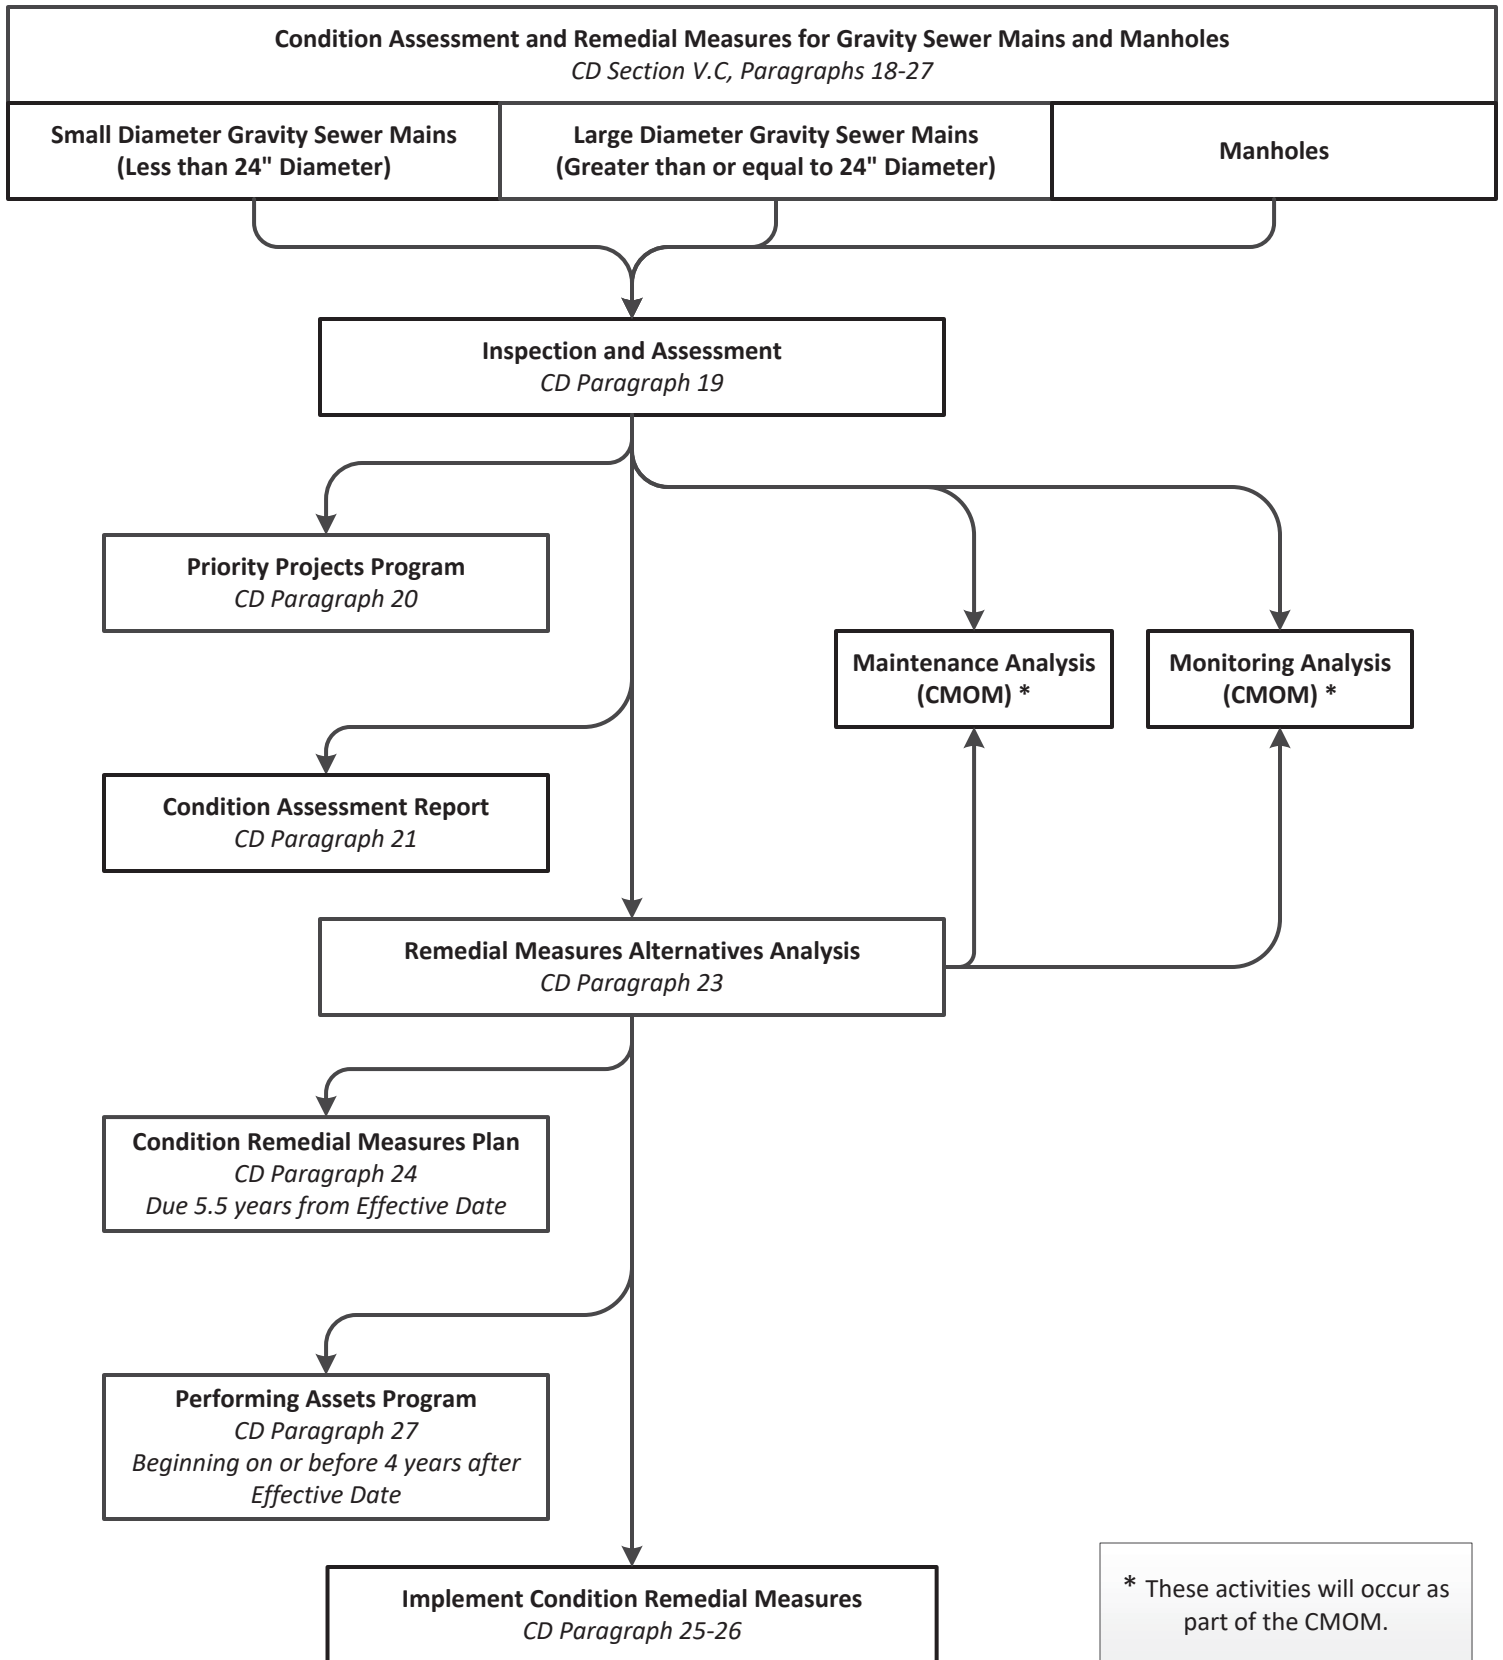 Condition Assessment and Remedial Measures for Gravity Sewer Mains and Manholes
CD Section V.C, Paragraphs 18-27
Small Diameter Gravity Sewer Mains
(Less than 24" Diameter)
Large Diameter Gravity Sewer Mains
(Greater than or equal to 24" Diameter)
Manholes
Inspection and Assessment
CD Paragraph 19
Priority Projects Program
CD Paragraph 20
Maintenance Analysis
(CMOM) *
Monitoring Analysis
(CMOM) *
Condition Assessment Report
CD Paragraph 21
Remedial Measures Alternatives Analysis
CD Paragraph 23
Condition Remedial Measures Plan
CD Paragraph 24
Due 5.5 years from Effective Date
Performing Assets Program
CD Paragraph 27
Beginning on or before 4 years after
Effective Date
Implement Condition Remedial Measures
CD Paragraph 25-26
* These activities will occur as
part of the CMOM.